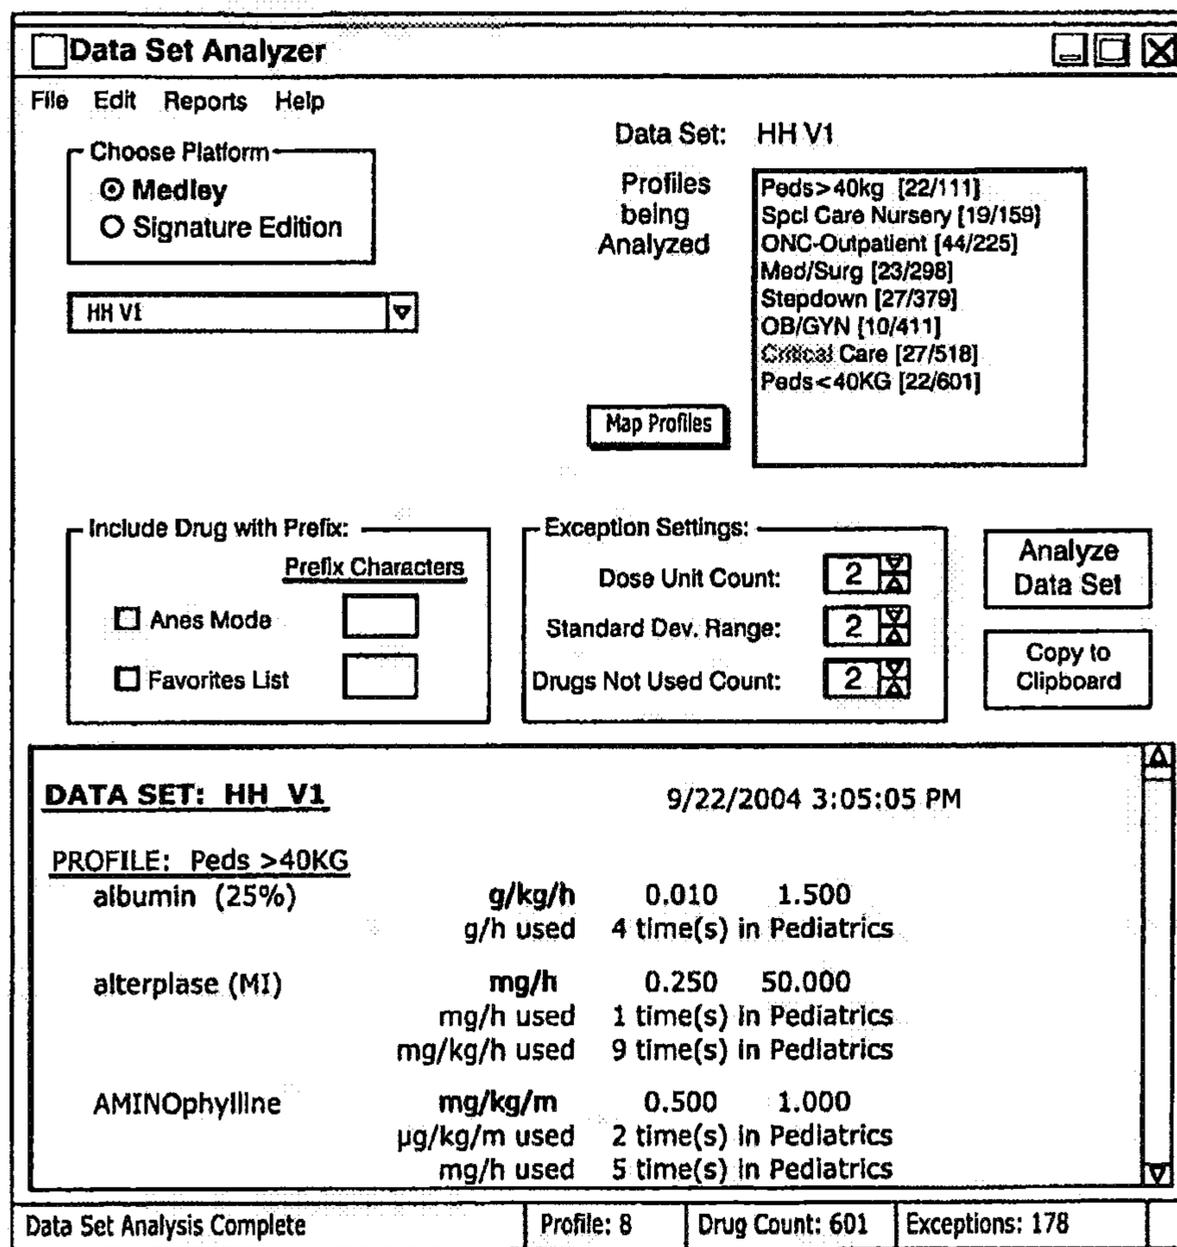 Data Set Analyzer
File Edit Reports Help
Choose Platform
Medley
Signature Edition
HH V1
Data Set: HH V1
Profiles
being
Analyzed
Peds>40kg [22/111]
Spcl Care Nursery [19/159]
ONC-Outpatient [44/225]
Med/Surg [23/298]
Stepdown [27/379]
OB/GYN [10/411]
Critical Care [27/518]
Peds<40KG [22/601]
Map Profiles
Include Drug with Prefix:
Prefix Characters
Anes Mode
Favorites List
Exception Settings:
Dose Unit Count: 2
Standard Dev. Range: 2
Drugs Not Used Count: 2
Analyze
Data Set
Copy to
Clipboard
DATA SET: HH V1 9/22/2004 3:05:05 PM
PROFILE: Peds >40KG
albumin (25%) g/kg/h 0.010 1.500
g/h used 4 time(s) in Pediatrics
alterplase (MI) mg/h 0.250 50.000
mg/h used 1 time(s) in Pediatrics
mg/kg/h used 9 time(s) in Pediatrics
AMINOphylline mg/kg/m 0.500 1.000
µg/kg/m used 2 time(s) in Pediatrics
mg/h used 5 time(s) in Pediatrics
Data Set Analysis Complete Profile: 8 Drug Count: 601 Exceptions: 178